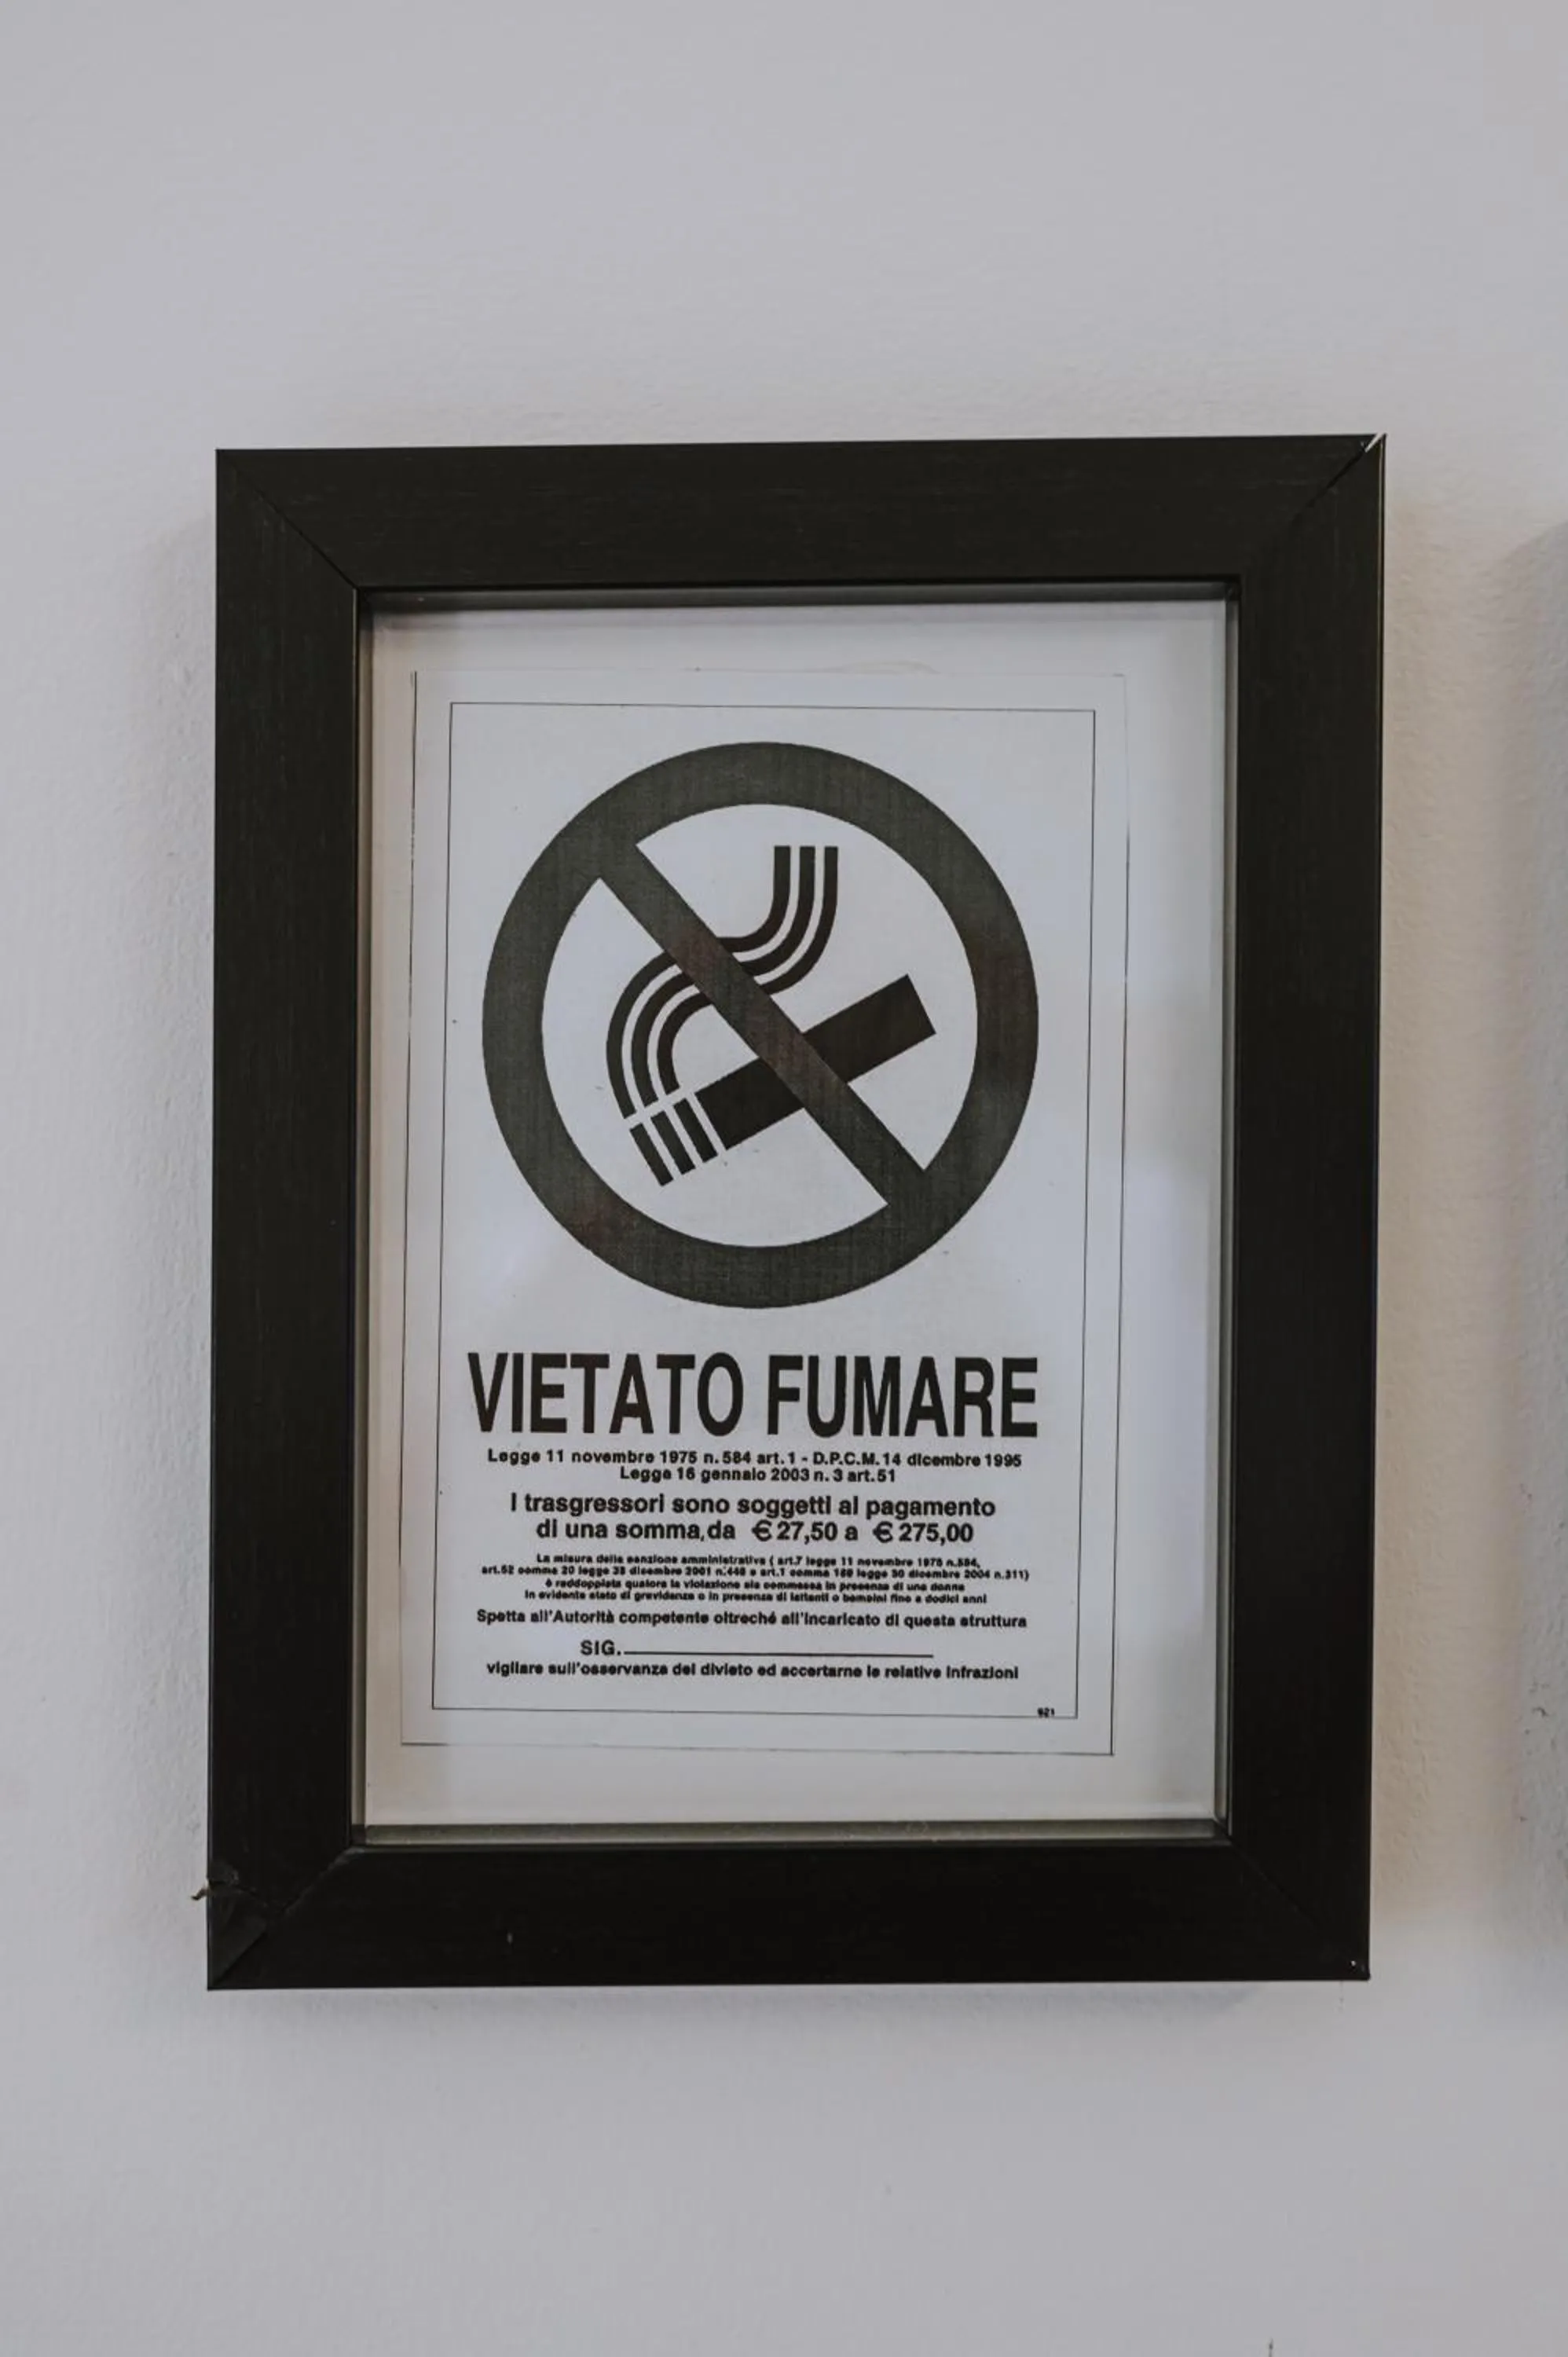 VIETATO FUMARE
Legge 11 novembre 1975 n. 584 art. 1 - D.P.C.M. 14 dicembre 1995
Legge 16 gennaio 2003 n. 3 art. 51
I trasgressori sono soggetti al pagamento
di una somma, da € 27,50 a € 275,00
La misura della sanzione amministrativa ( art.7 legge 11 novembre 1975 n.584,
art.52 comma 20 legge 28 dicembre 2001 n.448 e art.1 comma 189 legge 30 dicembre 2004 n.311)
è raddoppiata qualora la violazione sia commessa in presenza di una donna
in evidente stato di gravidanza o in presenza di lattanti o bambini fino a dodici anni
Spetta all'Autorità competente oltreché all'incaricato di questa struttura
SIG.
vigilare sull'osservanza del divieto ed accertarne le relative infrazioni
621